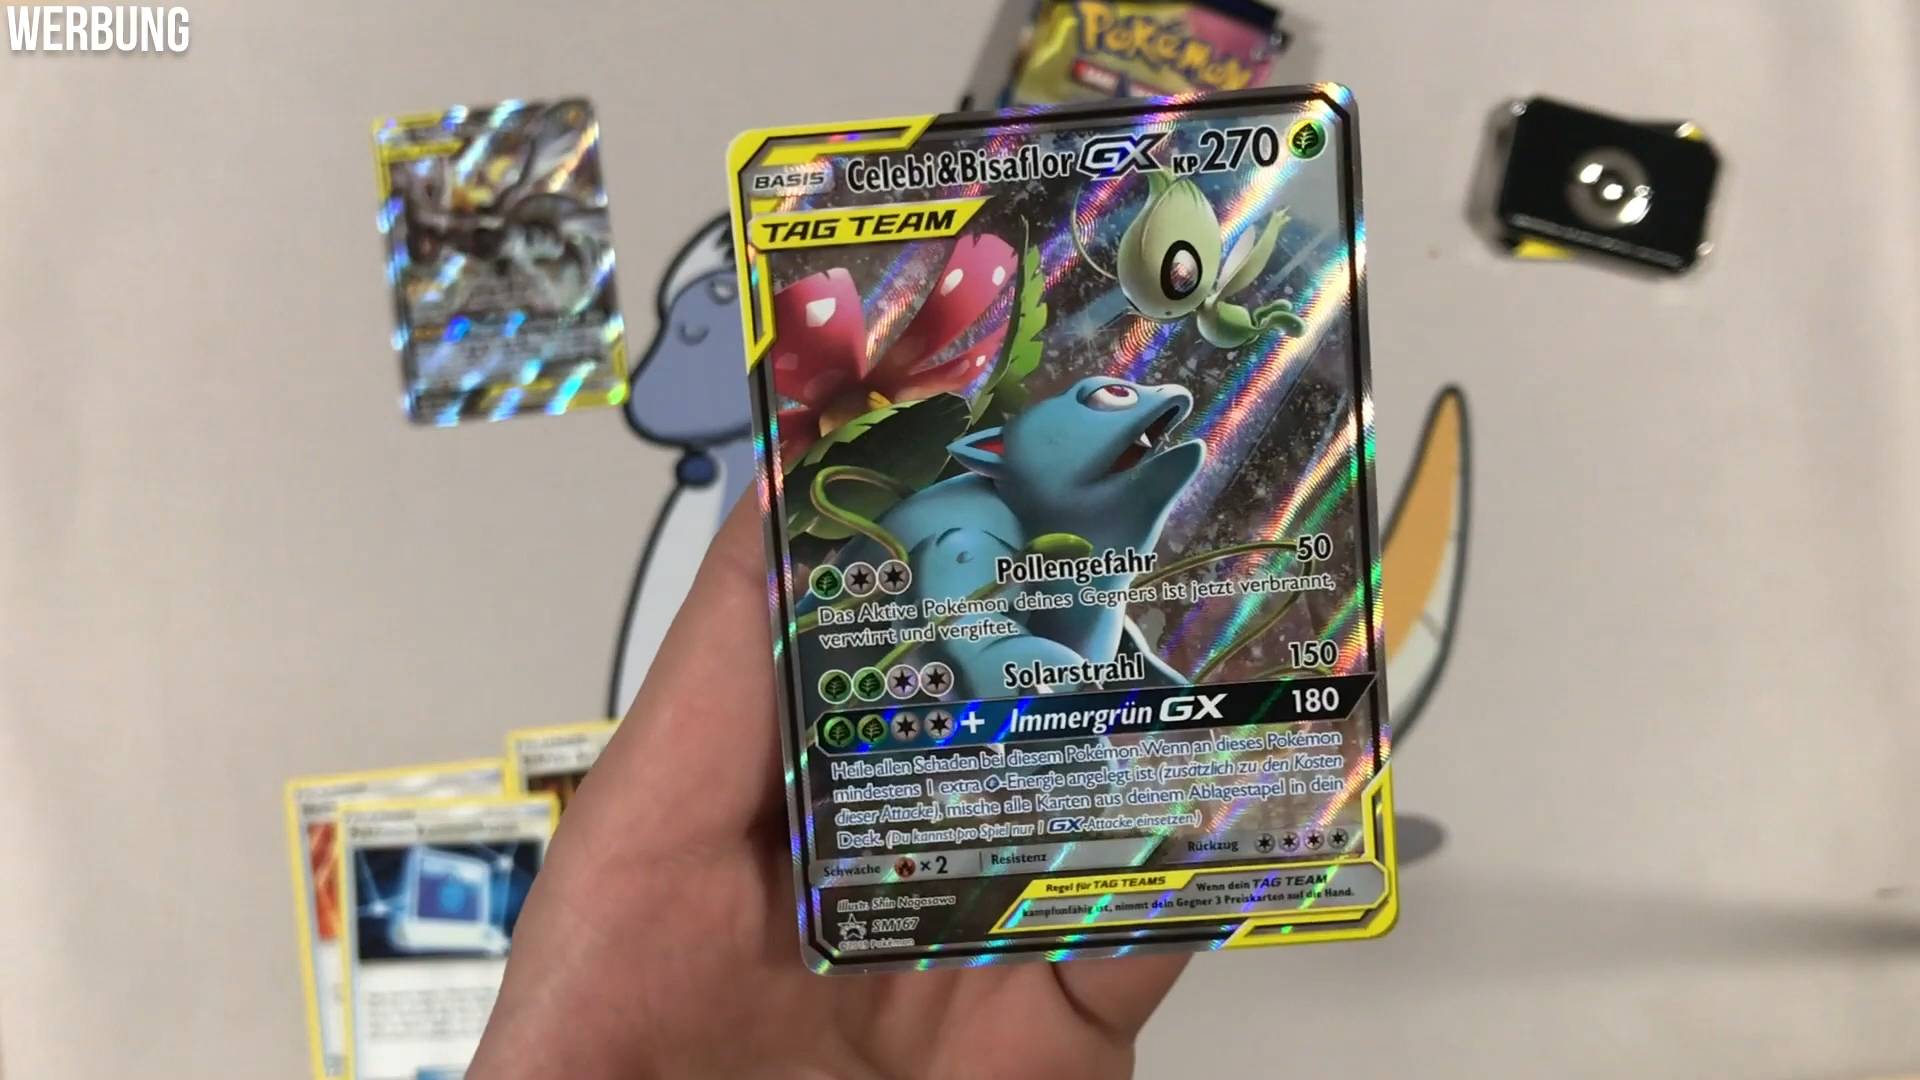 WERBUNG
Pokémon
BASIS Celebi&Bisaflor GX KP270
TAG TEAM
Pollengefahr 50
Das Aktive Pokémon deines Gegners ist jetzt verbrannt,
verwirrt und vergiftet.
Solarstrahl 150
+ Immergrün GX 180
Heile allen Schaden bei diesem Pokémon. Wenn an dieses Pokémon
mindestens 1 extra -Energie angelegt ist (zusätzlich zu den Kosten
dieser Attacke), mische alle Karten aus deinem Ablagestapel in dein
Deck. (Du kannst pro Spiel nur 1 GX-Attacke einsetzen.)
Schwäche ×2 Resistenz Rückzug
Regel für TAG TEAMS Wenn dein TAG TEAM
kampfunfähig ist, nimmt dein Gegner 3 Preiskarten auf die Hand.
Illustr. Shin Nagasawa
SM167
©2019 Pokémon